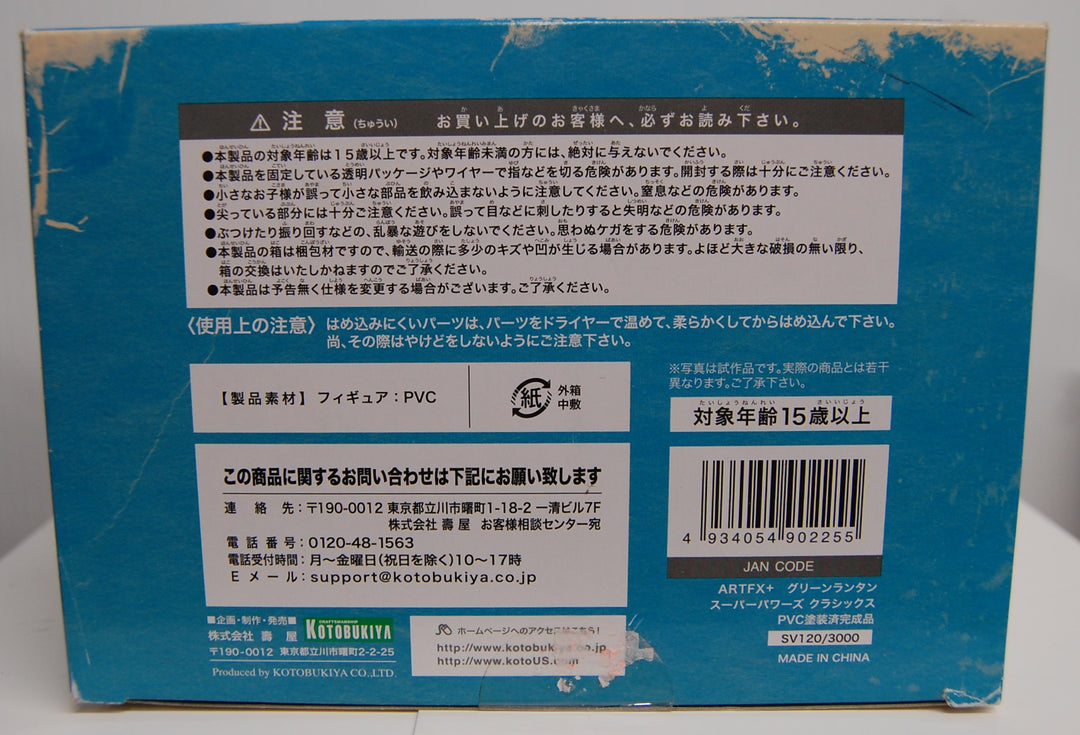 ⚠ 注意(ちゅうい) お買い上げのお客様へ、必ずお読み下さい。
●本製品の対象年齢は15歳以上です。対象年齢未満の方には、絶対に与えないでください。
●本製品を固定している透明パッケージやワイヤーで指などを切る危険があります。開封する際は十分にご注意ください。
●小さなお子様が誤って小さな部品を飲み込まないように注意してください。窒息などの危険があります。
●尖っている部分には十分ご注意ください。誤って目などに刺したりすると失明などの危険があります。
●ぶつけたり振り回すなどの、乱暴な遊びをしないでください。思わぬケガをする危険があります。
●本製品の箱は梱包材ですので、輸送の際に多少のキズや凹が生じる場合があります。よほど大きな破損の無い限り、
箱の交換はいたしかねますのでご了承ください。
●本製品は予告無く仕様を変更する場合がございます。ご了承ください。
〈使用上の注意〉はめ込みにくいパーツは、パーツをドライヤーで温めて、柔らかくしてからはめ込んで下さい。
尚、その際はやけどをしないようにご注意下さい。
【製品素材】フィギュア:PVC
紙
外箱
中敷
※写真は試作品です。実際の商品とは若干
異なります。ご了承下さい。
対象年齢15歳以上
この商品に関するお問い合わせは下記にお願い致します
連絡先:〒190-0012 東京都立川市曙町1-18-2 一清ビル7F
株式会社 壽屋 お客様相談センター宛
電話番号:0120-48-1563
電話受付時間:月〜金曜日(祝日を除く)10〜17時
Eメール:support@kotobukiya.co.jp
4 934054 902255
JAN CODE
ARTFX+ グリーンランタン
スーパーパワーズ クラシックス
PVC塗装済完成品
SV120/3000
MADE IN CHINA
■企画・制作・発売■
株式会社 壽屋
CRAFTSMANSHIP
KOTOBUKIYA
〒190-0012 東京都立川市曙町2-2-25
Produced by KOTOBUKIYA CO.,LTD.
ホームページへのアクセスはこちら!
http://www.kotobukiya.co.jp
http://www.kotoUS.com